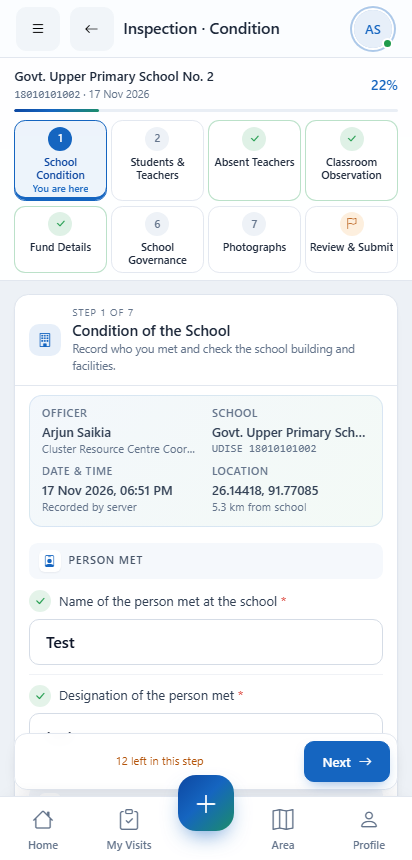 Inspection · Condition
AS
Govt. Upper Primary School No. 2
18010101002 · 17 Nov 2026
22%
1
School
Condition
You are here
2
Students &
Teachers
Absent Teachers
Classroom
Observation
Fund Details
6
School
Governance
7
Photographs
Review & Submit
STEP 1 OF 7
Condition of the School
Record who you met and check the school building and
facilities.
OFFICER
Arjun Saikia
Cluster Resource Centre Coor...
SCHOOL
Govt. Upper Primary Sch...
UDISE 18010101002
DATE & TIME
17 Nov 2026, 06:51 PM
Recorded by server
LOCATION
26.14418, 91.77085
5.3 km from school
PERSON MET
Name of the person met at the school *
Test
Designation of the person met *
12 left in this step
Next →
Home
My Visits
Area
Profile